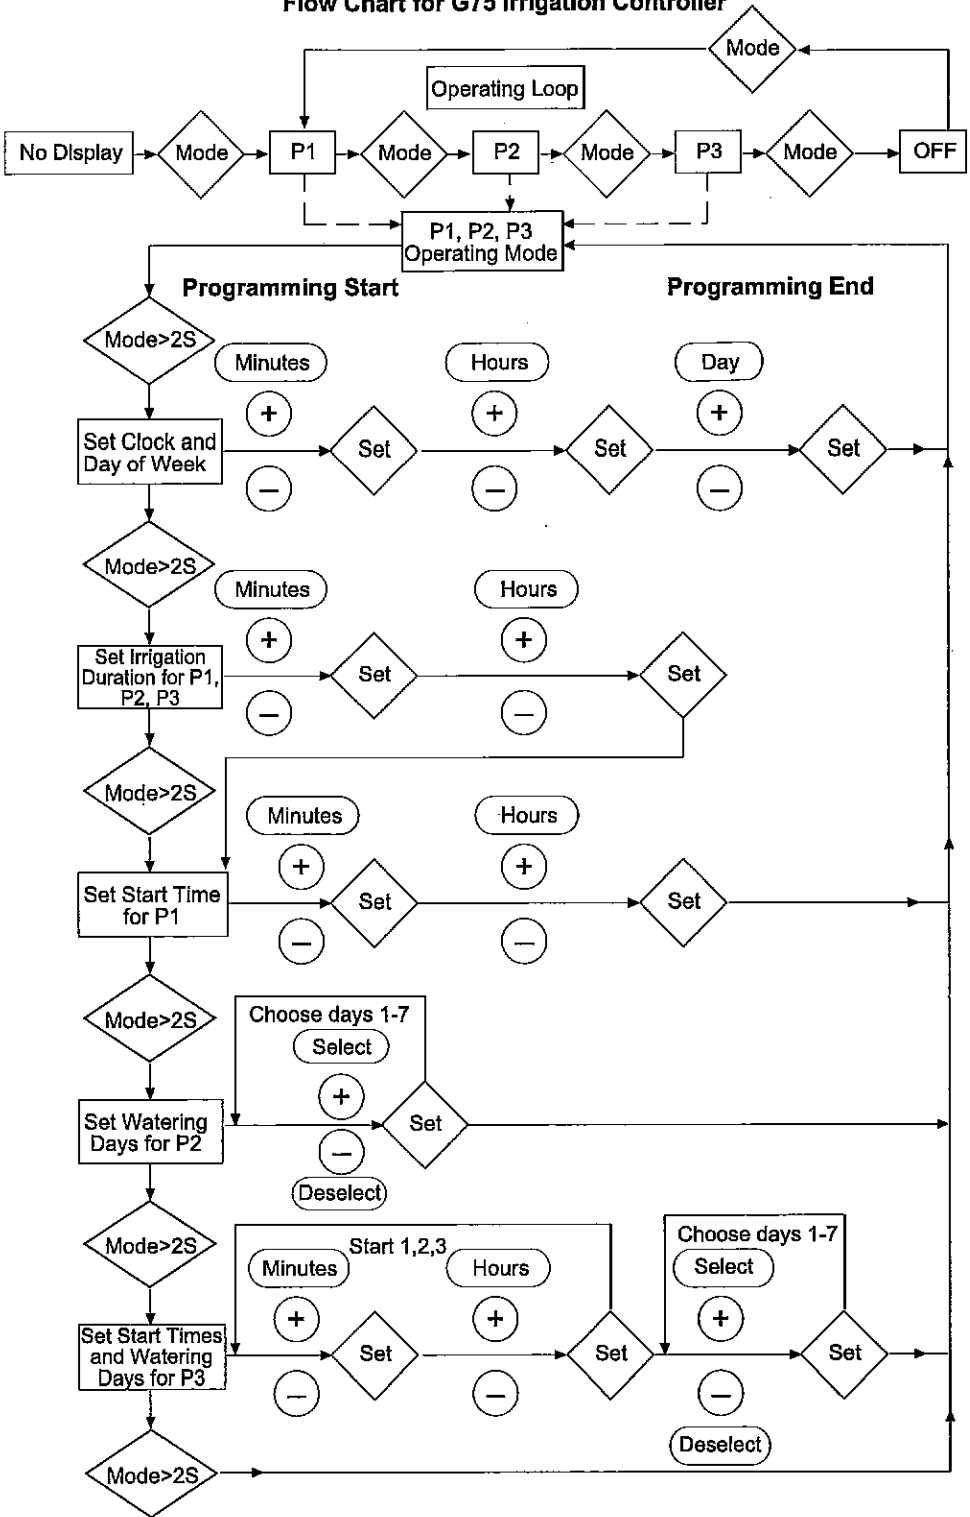 Flow Chart for G75 Irrigation Controller
Mode
Operating Loop
No Display
Mode
P1
Mode
P2
Mode
P3
Mode
OFF
P1, P2, P3
Operating Mode
Programming Start
Programming End
Mode>2S
Minutes
Hours
Day
+
+
+
Set Clock and
Day of Week
Set
Set
Set
–
–
–
Mode>2S
Minutes
Hours
+
+
Set Irrigation
Duration for P1,
P2, P3
Set
Set
–
–
Mode>2S
Minutes
Hours
+
+
Set Start Time
for P1
Set
Set
–
–
Mode>2S
Choose days 1-7
Select
+
Set Watering
Days for P2
Set
–
Deselect
Mode>2S
Start 1,2,3
Choose days 1-7
Minutes
Hours
Select
+
+
+
Set Start Times
and Watering
Days for P3
Set
Set
Set
–
–
–
Deselect
Mode>2S